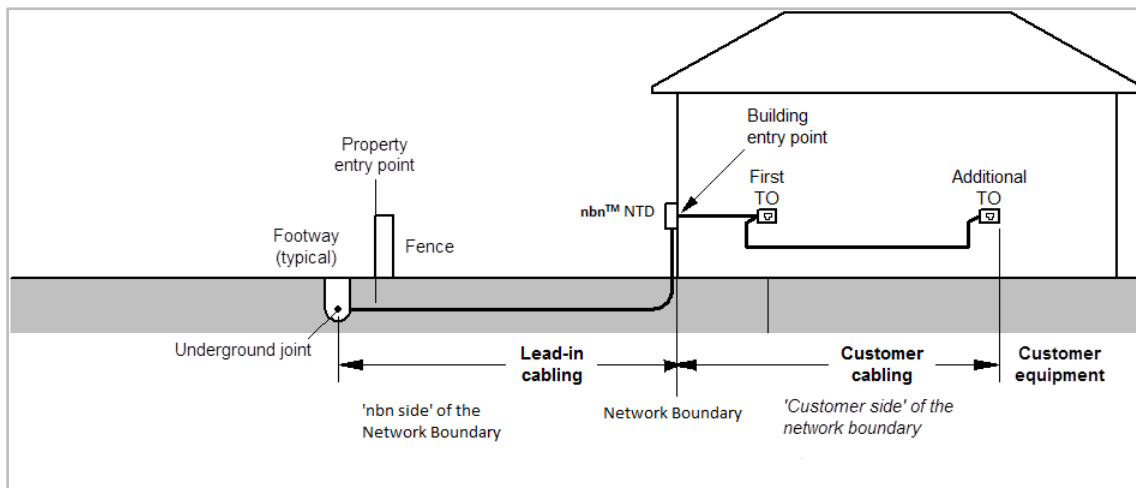 Building
entry point
Property
entry point
First
TO
Additional
TO
nbn™ NTD
Footway
(typical)
Fence
Underground joint
Lead-in
cabling
Customer
cabling
Customer
equipment
'nbn side' of the
Network Boundary
Network Boundary
'Customer side' of the
network boundary